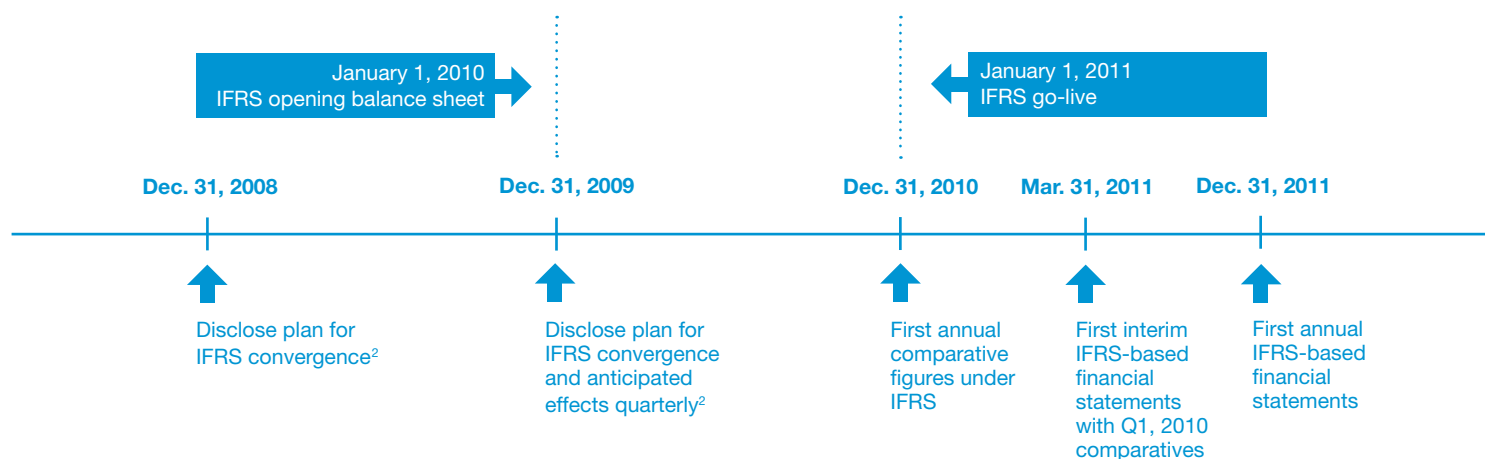 January 1, 2010
IFRS opening balance sheet
January 1, 2011
IFRS go-live
Dec. 31, 2008
Dec. 31, 2009
Dec. 31, 2010
Mar. 31, 2011
Dec. 31, 2011
Disclose plan for
IFRS convergence²
Disclose plan for
IFRS convergence
and anticipated
effects quarterly²
First annual
comparative
figures under
IFRS
First interim
IFRS-based
financial
statements
with Q1, 2010
comparatives
First annual
IFRS-based
financial
statements